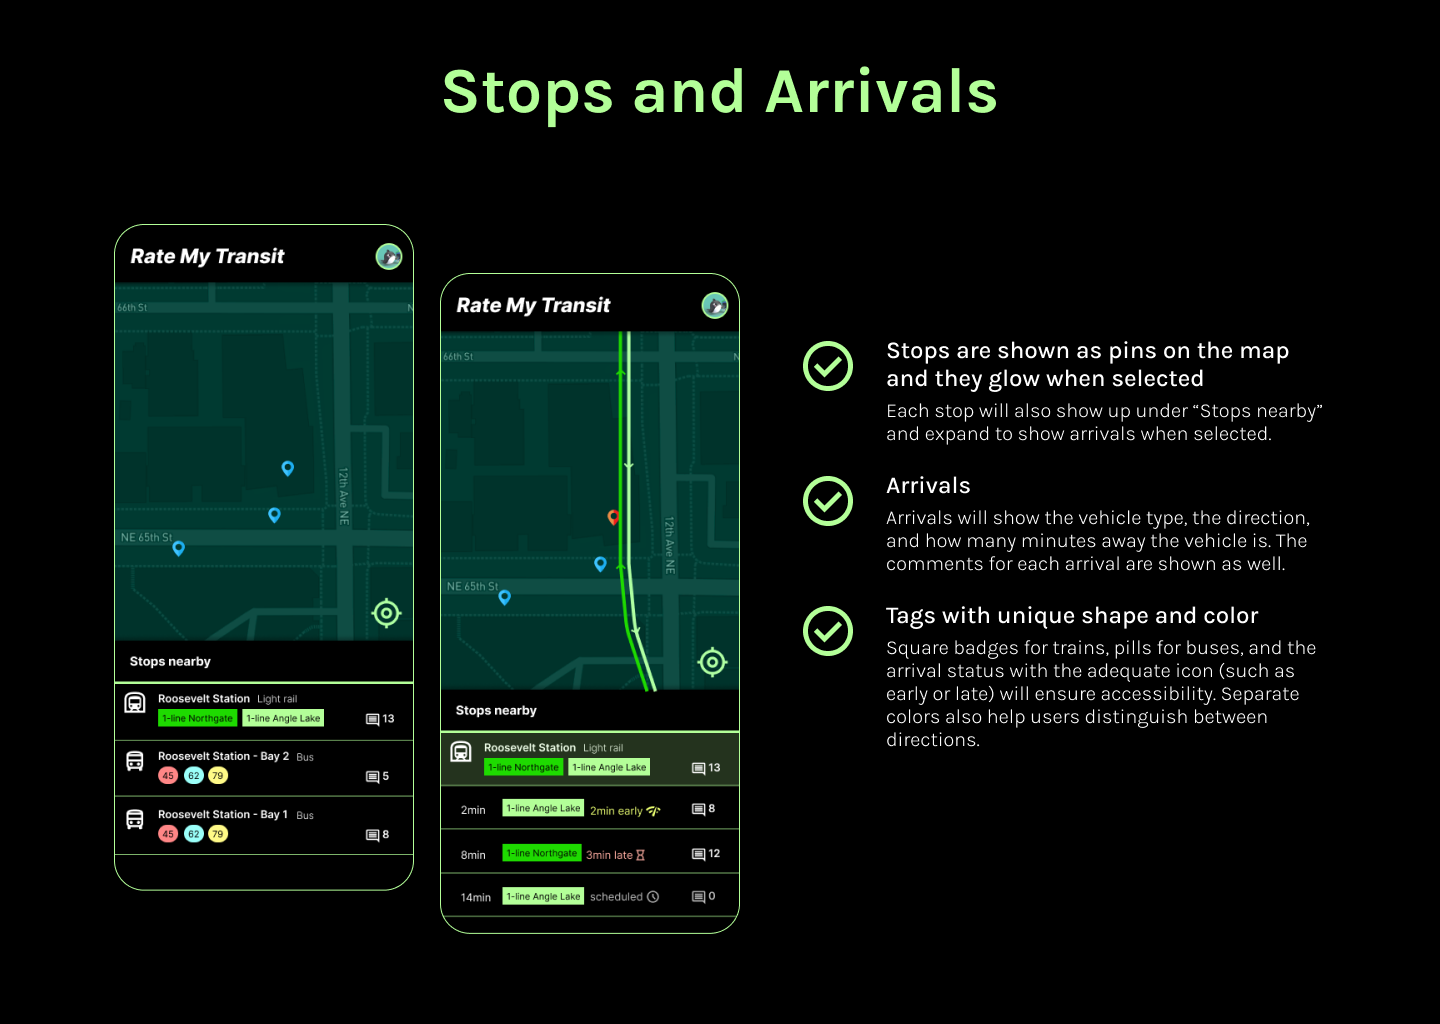 Stops and Arrivals
Rate My Transit
66th St
N
12th Ave NE
NE 65th St
Stops nearby
Roosevelt Station Light rail
1-line Northgate 1-line Angle Lake 13
Roosevelt Station - Bay 2 Bus
45 62 79 5
Roosevelt Station - Bay 1 Bus
45 62 79 8
Rate My Transit
66th St
N
12th Ave NE
NE 65th St
Stops nearby
Roosevelt Station Light rail
1-line Northgate 1-line Angle Lake 13
2min 1-line Angle Lake 2min early 8
8min 1-line Northgate 3min late 12
14min 1-line Angle Lake scheduled 0
Stops are shown as pins on the map
and they glow when selected
Each stop will also show up under “Stops nearby”
and expand to show arrivals when selected.
Arrivals
Arrivals will show the vehicle type, the direction,
and how many minutes away the vehicle is. The
comments for each arrival are shown as well.
Tags with unique shape and color
Square badges for trains, pills for buses, and the
arrival status with the adequate icon (such as
early or late) will ensure accessibility. Separate
colors also help users distinguish between
directions.